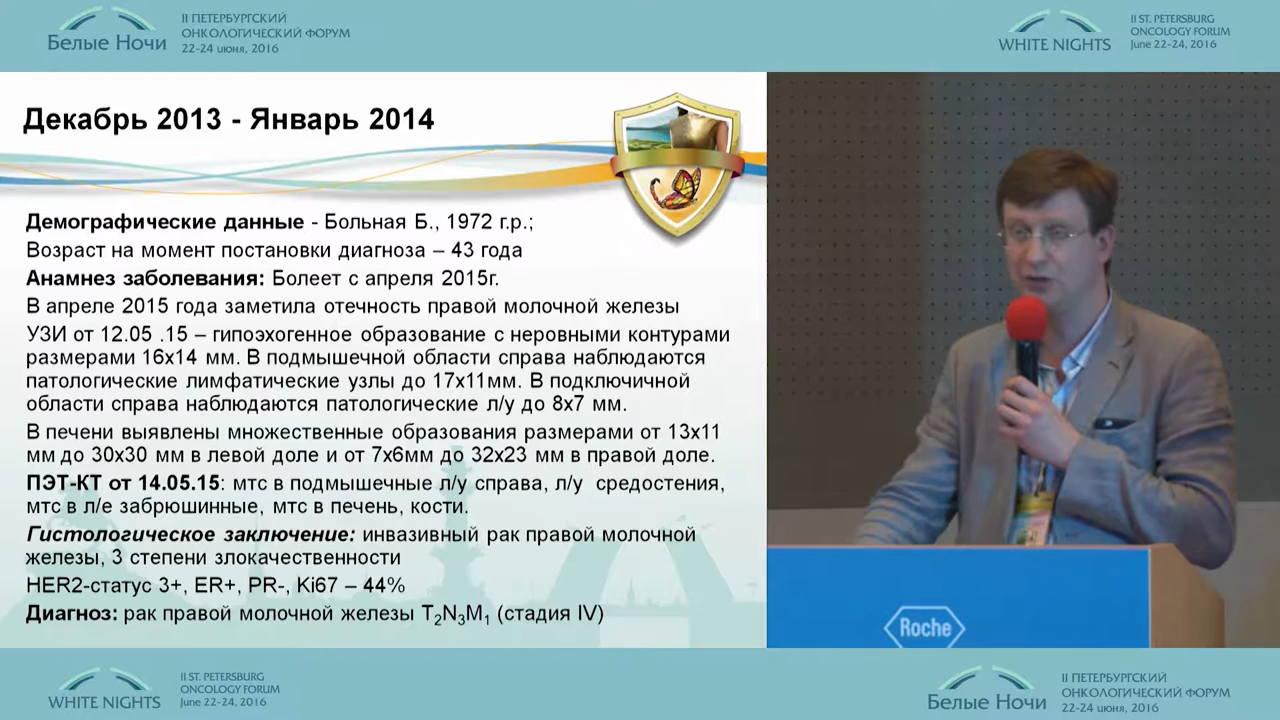 Белые Ночи
II ПЕТЕРБУРГСКИЙ
ОНКОЛОГИЧЕСКИЙ ФОРУМ
22-24 июня, 2016
WHITE NIGHTS
II ST. PETERSBURG
ONCOLOGY FORUM
June 22-24, 2016
Декабрь 2013 - Январь 2014
Демографические данные - Больная Б., 1972 г.р.;
Возраст на момент постановки диагноза – 43 года
Анамнез заболевания: Болеет с апреля 2015г.
В апреле 2015 года заметила отечность правой молочной железы
УЗИ от 12.05 .15 – гипоэхогенное образование с неровными контурами
размерами 16х14 мм. В подмышечной области справа наблюдаются
патологические лимфатические узлы до 17х11мм. В подключичной
области справа наблюдаются патологические л/у до 8х7 мм.
В печени выявлены множественные образования размерами от 13х11
мм до 30х30 мм в левой доле и от 7х6мм до 32х23 мм в правой доле.
ПЭТ-КТ от 14.05.15: мтс в подмышечные л/у справа, л/у средостения,
мтс в л/е забрюшинные, мтс в печень, кости.
Гистологическое заключение: инвазивный рак правой молочной
железы, 3 степени злокачественности
HER2-статус 3+, ER+, PR-, Ki67 – 44%
Диагноз: рак правой молочной железы T2N3M1 (стадия IV)
Roche
WHITE NIGHTS
II ST. PETERSBURG
ONCOLOGY FORUM
June 22-24, 2016
Белые Ночи
II ПЕТЕРБУРГСКИЙ
ОНКОЛОГИЧЕСКИЙ ФОРУМ
22-24 июня, 2016